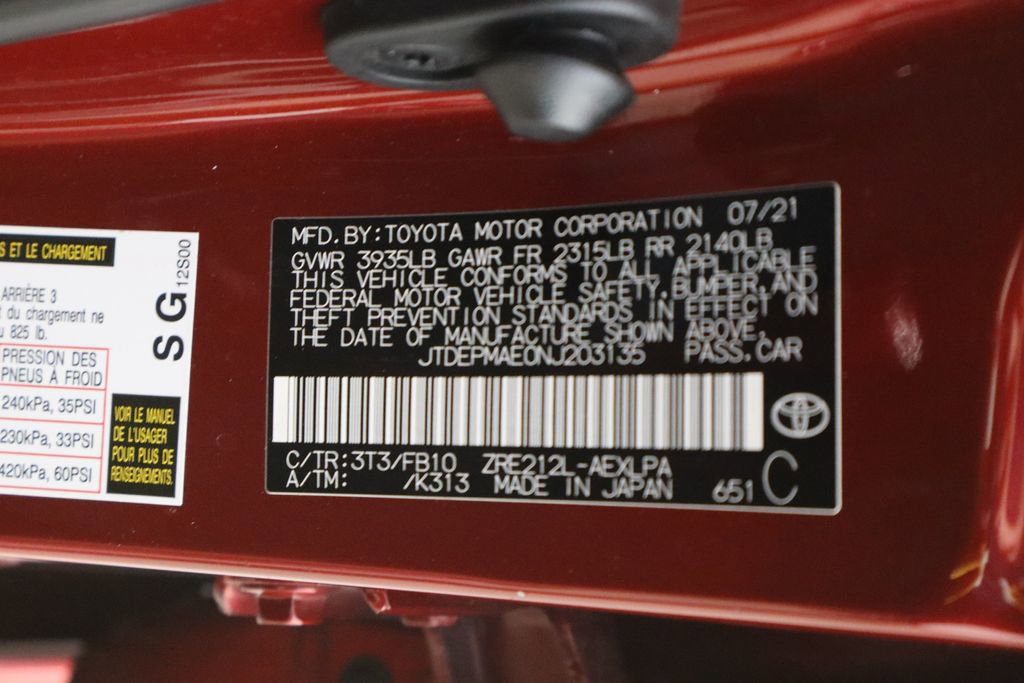 S ET LE CHARGEMENT
ARRIÈRE 3
du chargement ne
825 lb.
PRESSION DES
PNEUS À FROID
240kPa, 35PSI
230kPa, 33PSI
420kPa, 60PSI
SG
12S00
VOIR LE MANUEL
DE L'USAGER
POUR PLUS DE
RENSEIGNEMENTS.
MFD. BY: TOYOTA MOTOR CORPORATION 07/21
GVWR 3935LB GAWR FR 2315LB RR 2140LB
THIS VEHICLE CONFORMS TO ALL APPLICABLE
FEDERAL MOTOR VEHICLE SAFETY, BUMPER, AND
THEFT PREVENTION STANDARDS IN EFFECT ON
THE DATE OF MANUFACTURE SHOWN ABOVE.
JTDEPMAE0NJ203135 PASS.CAR
C/TR: 3T3/FB10 ZRE212L-AEXLPA
A/TM: /K313 MADE IN JAPAN 651 C